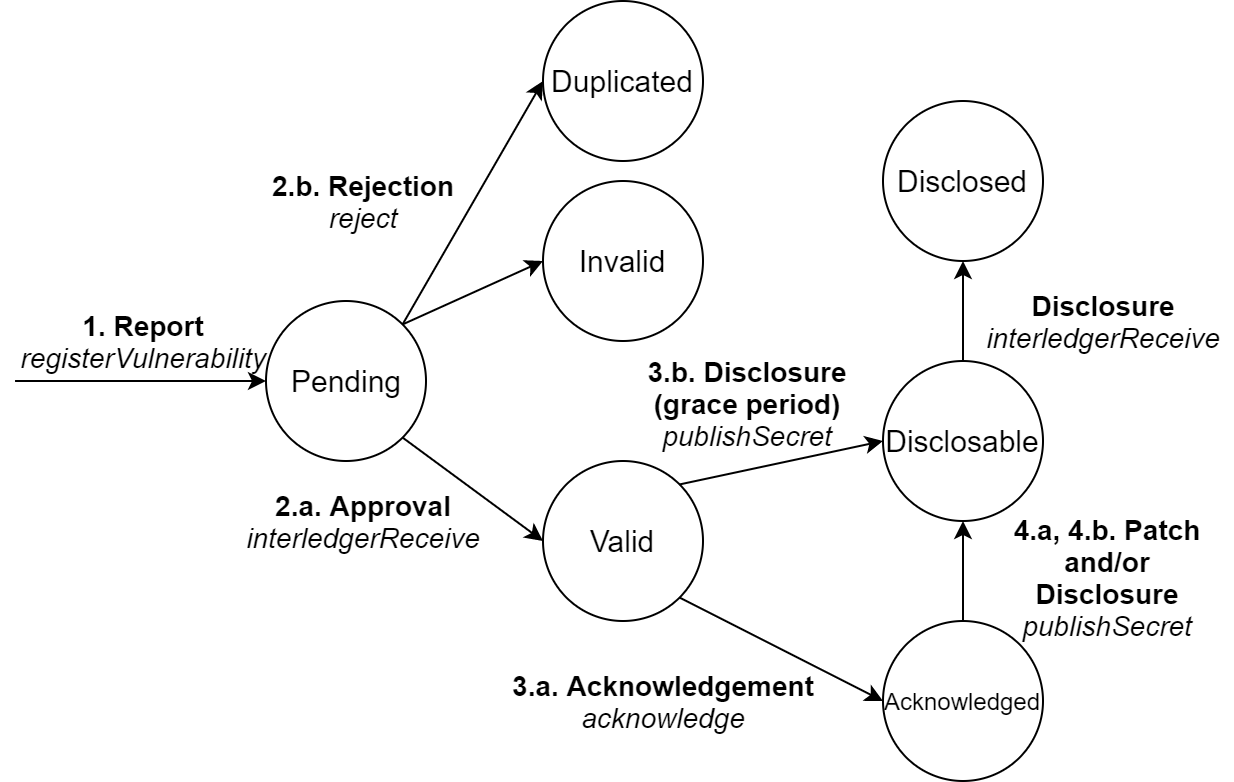 Duplicated
Disclosed
2.b. Rejection
reject
Invalid
1. Report
registerVulnerability
Pending
Disclosure
interledgerReceive
3.b. Disclosure
(grace period)
publishSecret
Disclosable
2.a. Approval
interledgerReceive
Valid
4.a, 4.b. Patch
and/or
Disclosure
publishSecret
3.a. Acknowledgement
acknowledge
Acknowledged